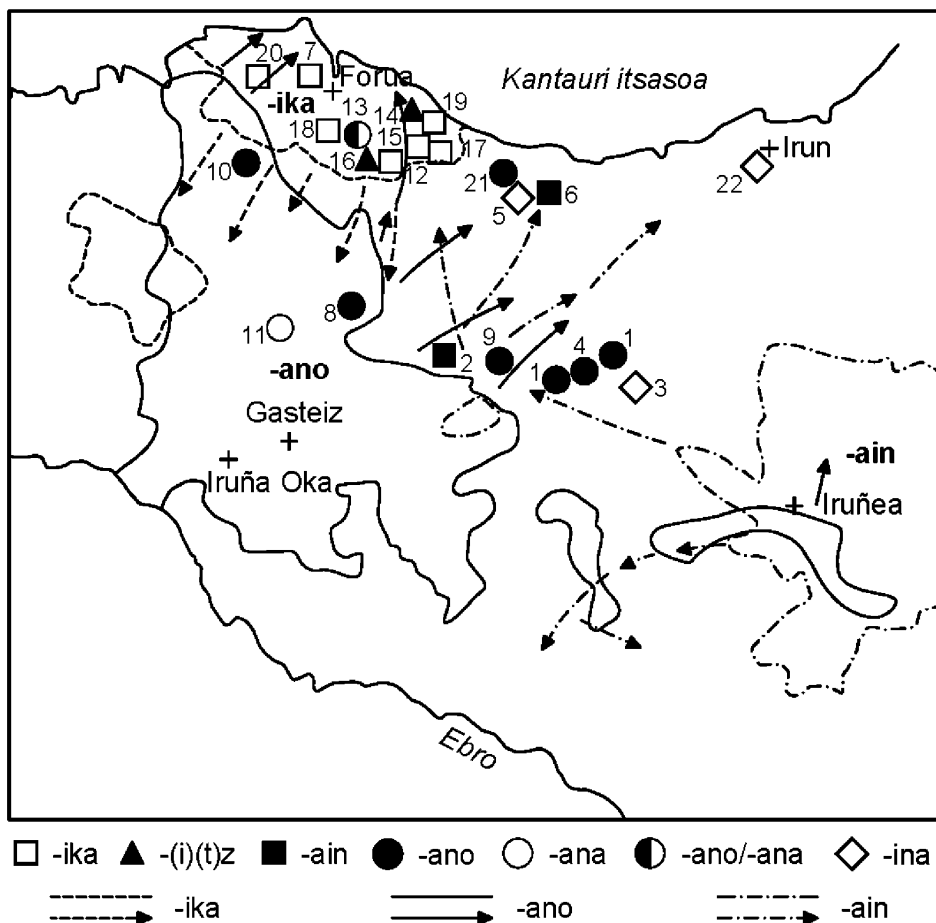 20
7
Forua
Kantauri itsasoa
-ika
13
14
19
18
15
17
Irun
16
12
10
21
5
6
22
8
11
9
4
1
2
1
3
-ano
Gasteiz
-ain
Iruña Oka
Iruñea
Ebro
-ika -(i)(t)z -ain -ano -ana -ano/-ana -ina
-ika -ano -ain